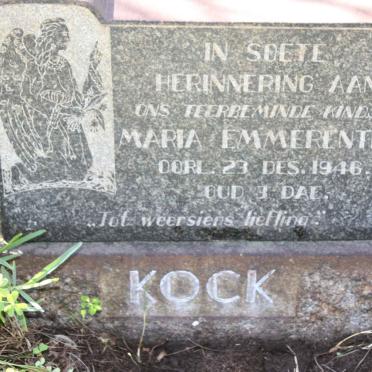 IN SOETE
HERINNERING AAN
ONS TEERBEMINDE KINDJ
MARIA EMMERENT
OORL. 23 DES. 1946.
OUD 3 DAE.
„Tot weersiens liefling."
KOCK